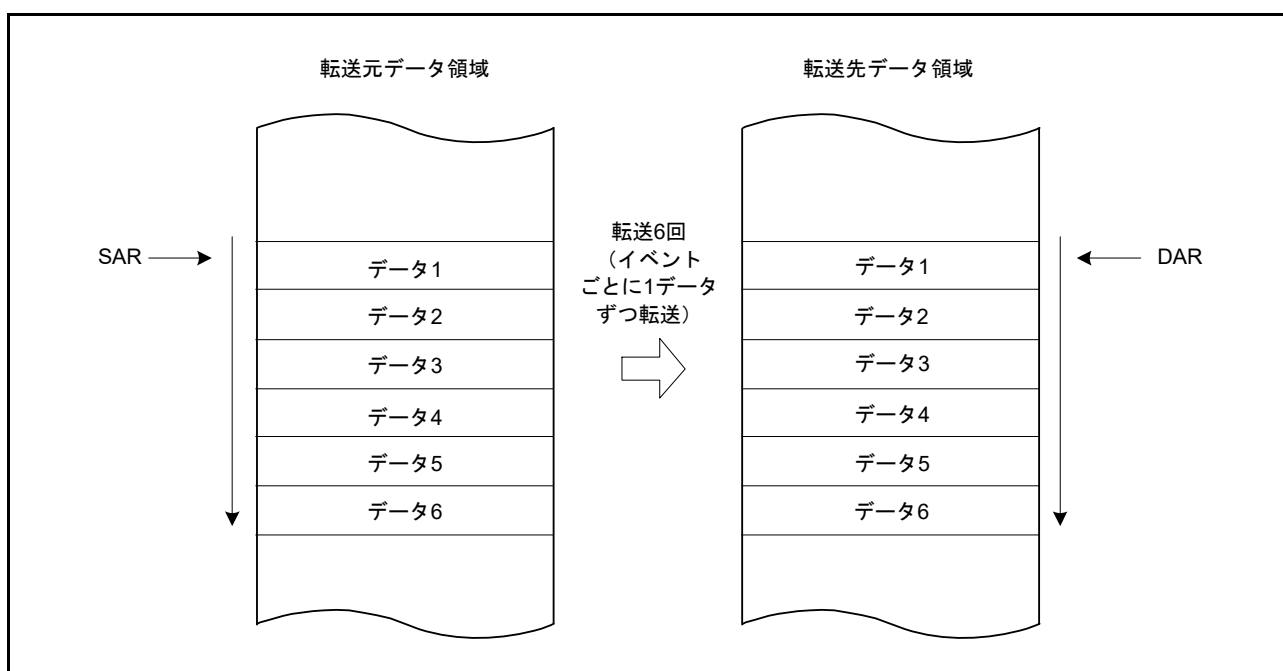 転送元データ領域
転送先データ領域
SAR
データ1
データ2
データ3
データ4
データ5
データ6
転送6回
（イベント
ごとに1データ
ずつ転送）
データ1
データ2
データ3
データ4
データ5
データ6
DAR